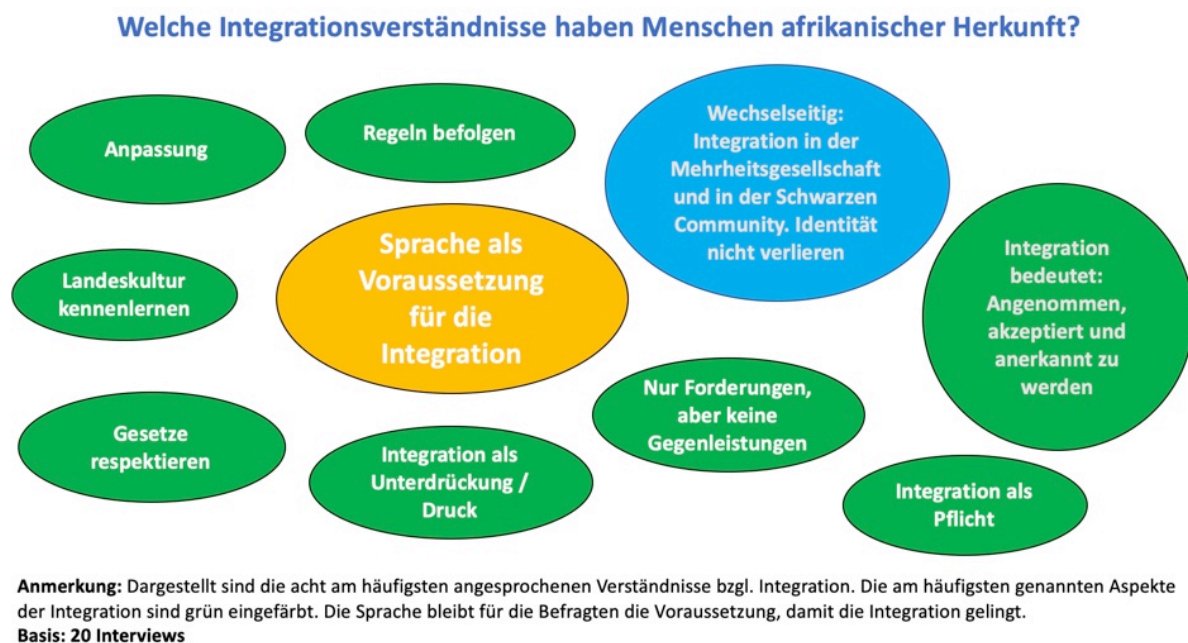 Welche Integrationsverständnisse haben Menschen afrikanischer Herkunft?
Anpassung
Regeln befolgen
Wechselseitig:
Integration in der
Mehrheitsgesellschaft
und in der Schwarzen
Community. Identität
nicht verlieren
Landeskultur
kennenlernen
Sprache als
Voraussetzung
für die
Integration
Integration
bedeutet:
Angenommen,
akzeptiert und
anerkannt zu
werden
Gesetze
respektieren
Integration als
Unterdrückung /
Druck
Nur Forderungen,
aber keine
Gegenleistungen
Integration als
Pflicht
Anmerkung: Dargestellt sind die acht am häufigsten angesprochenen Verständnisse bzgl. Integration. Die am häufigsten genannten Aspekte
der Integration sind grün eingefärbt. Die Sprache bleibt für die Befragten die Voraussetzung, damit die Integration gelingt.
Basis: 20 Interviews